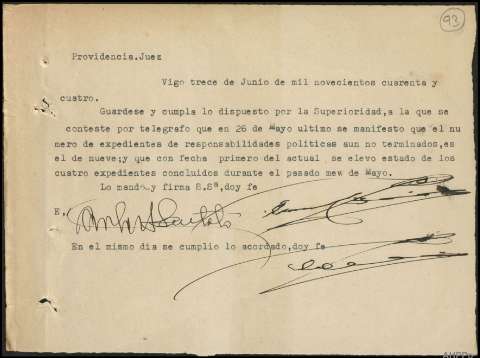 93
Providencia.Juez
Vigo trece de Junio de mil novecientos cuarenta y
cuatro.
Guardese y cumpla lo dispuesto por la Superioridad,a la que se
conteste por telegrafo que en 26 de Mayo ultimo se manifesto que el nu
mero de expedientes de responsabilidades politicas aun no terminados,es
el de nueve;y que con fecha primero del actual se elevo estado de los
cuatro expedientes concluidos durante el pasado mew de Mayo.
Lo mando y firma S.Sª,doy fe
E.
En el mismo dia se cumplio lo acordado,doy fe